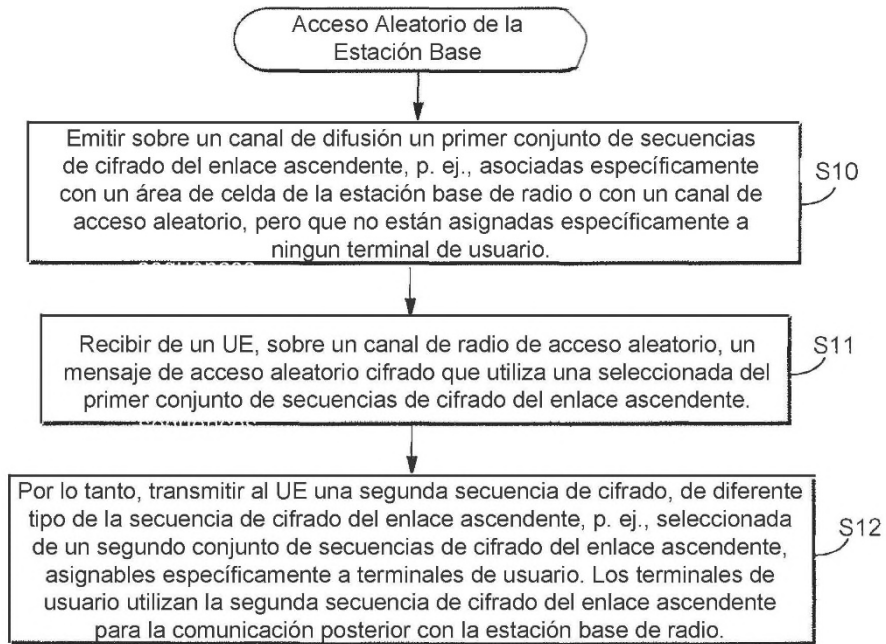 Acceso Aleatorio de la
Estación Base
Emitir sobre un canal de difusión un primer conjunto de secuencias
de cifrado del enlace ascendente, p. ej., asociadas específicamente
con un área de celda de la estación base de radio o con un canal de
acceso aleatorio, pero que no están asignadas específicamente a
ningun terminal de usuario.
S10
Recibir de un UE, sobre un canal de radio de acceso aleatorio, un
mensaje de acceso aleatorio cifrado que utiliza una seleccionada del
primer conjunto de secuencias de cifrado del enlace ascendente.
S11
Por lo tanto, transmitir al UE una segunda secuencia de cifrado, de diferente
tipo de la secuencia de cifrado del enlace ascendente, p. ej., seleccionada
de un segundo conjunto de secuencias de cifrado del enlace ascendente,
asignables específicamente a terminales de usuario. Los terminales de
usuario utilizan la segunda secuencia de cifrado del enlace ascendente
para la comunicación posterior con la estación base de radio.
S12